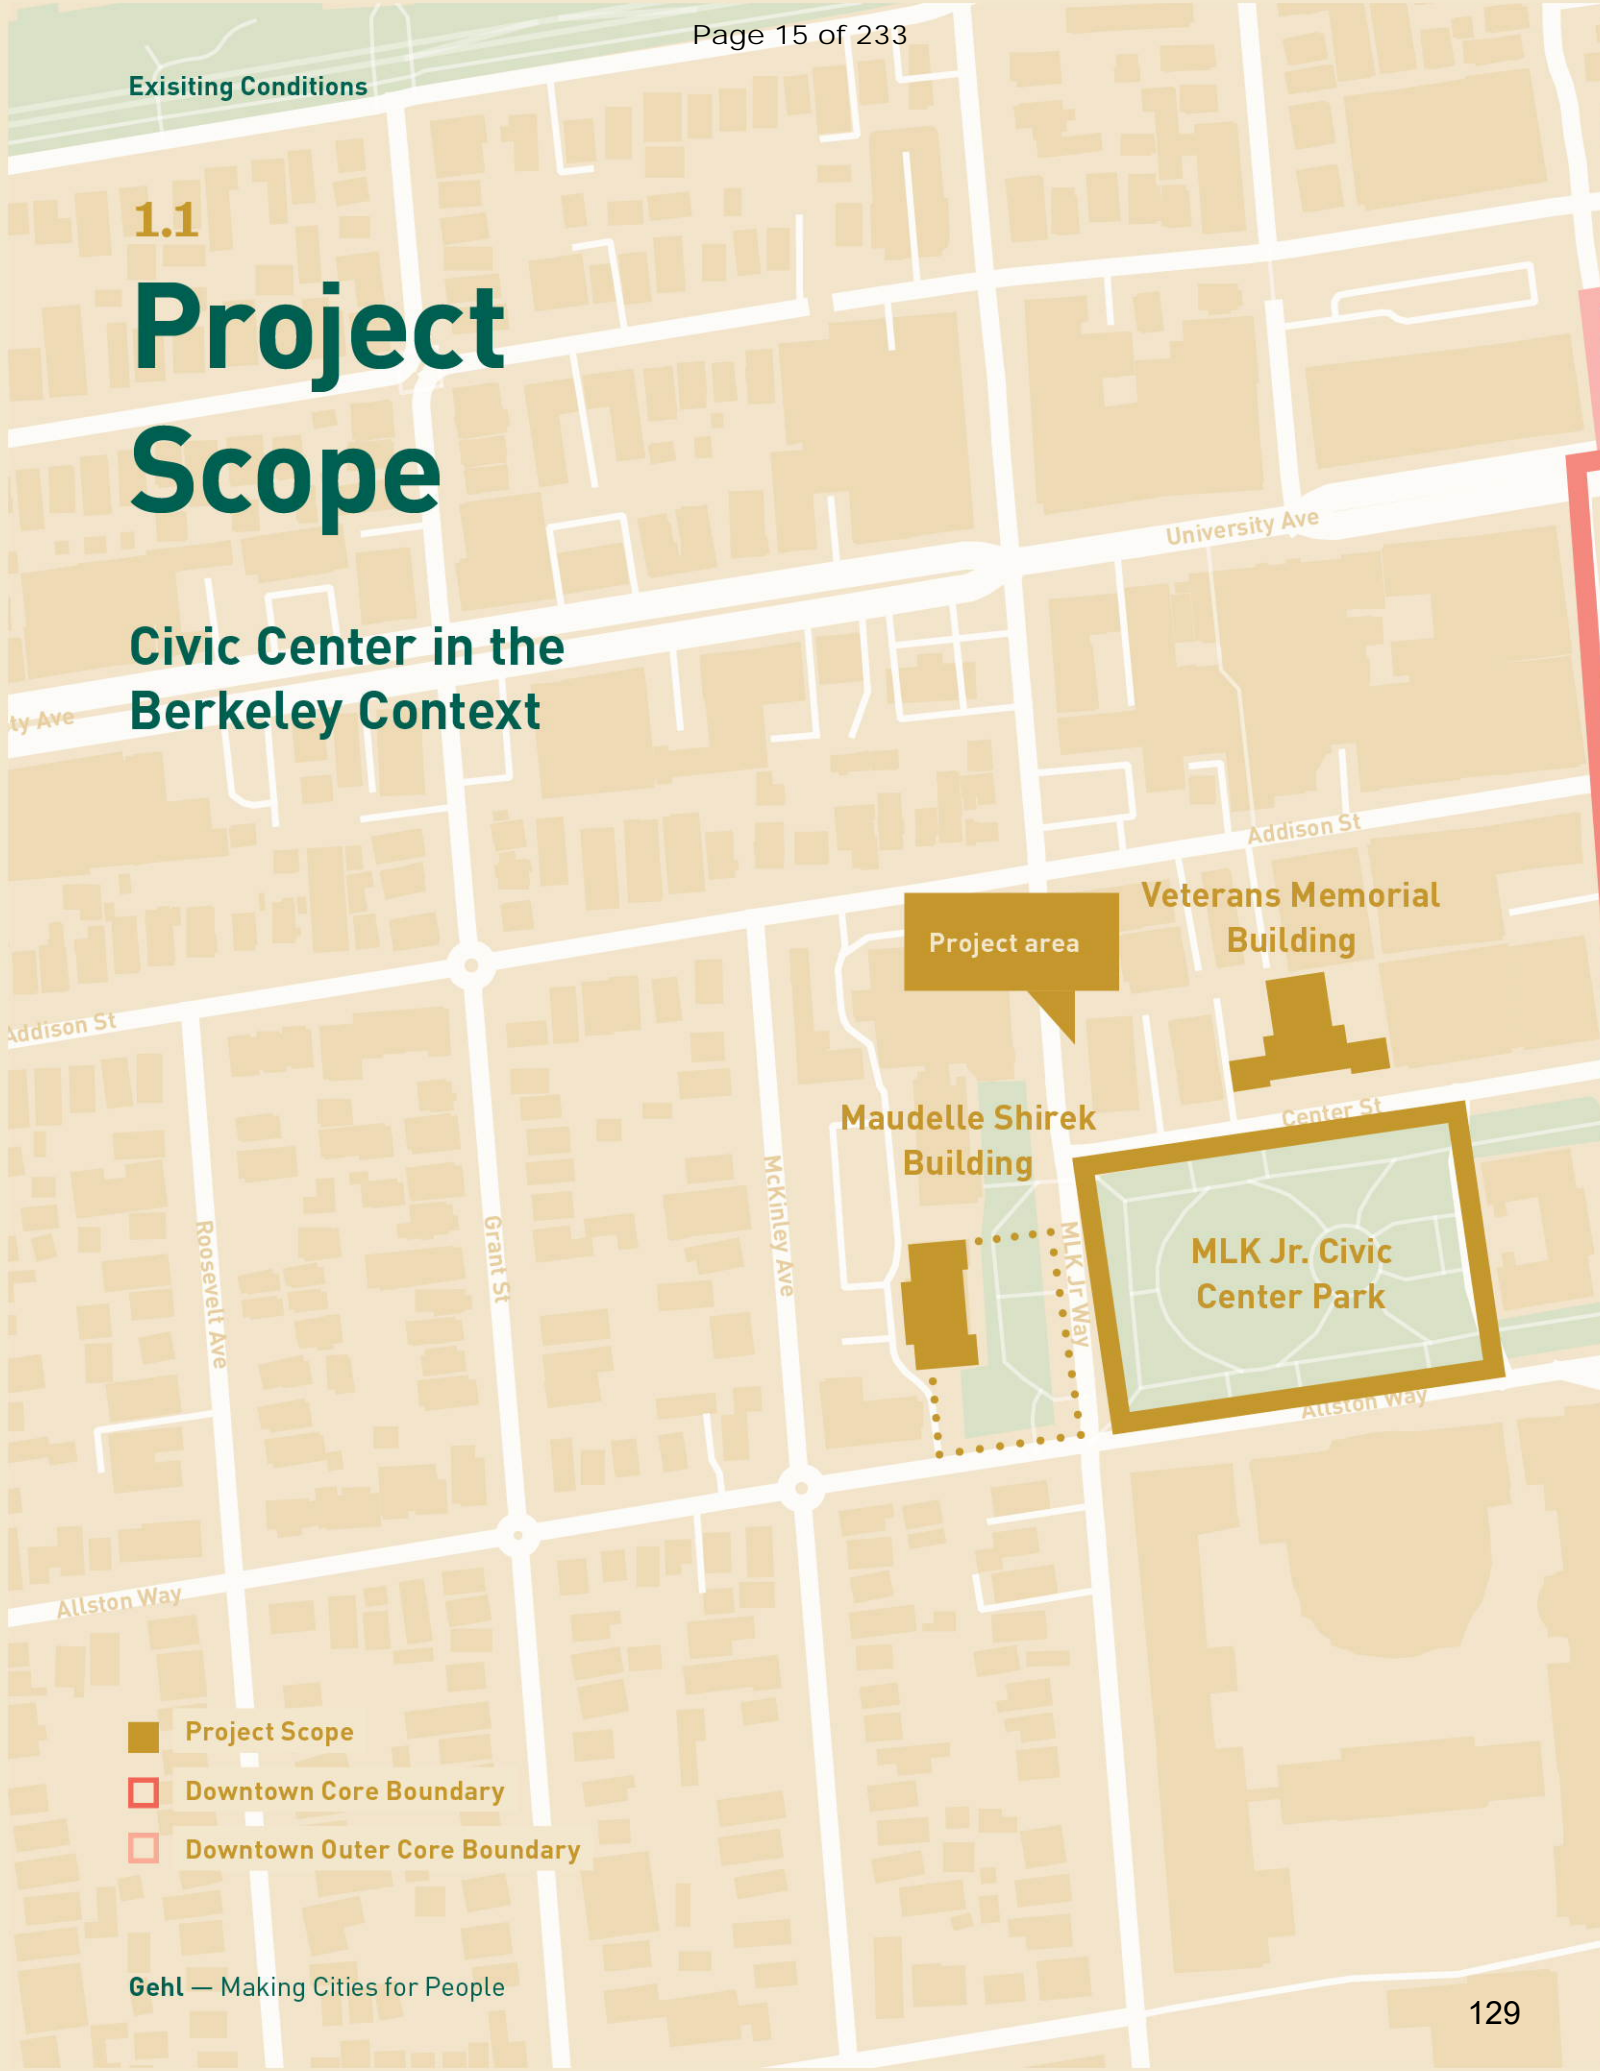 Page 15 of 233
Exisiting Conditions
1.1
Project
Scope
University Ave
Civic Center in the
Berkeley Context
ty Ave
Addison St
Veterans Memorial
Building
Project area
Addison St
Center St
Maudelle Shirek
Building
McKinley Ave
Roosevelt Ave
Grant St
MLK Jr Way
MLK Jr. Civic
Center Park
Allston Way
Allston Way
Project Scope
Downtown Core Boundary
Downtown Outer Core Boundary
Gehl — Making Cities for People
129